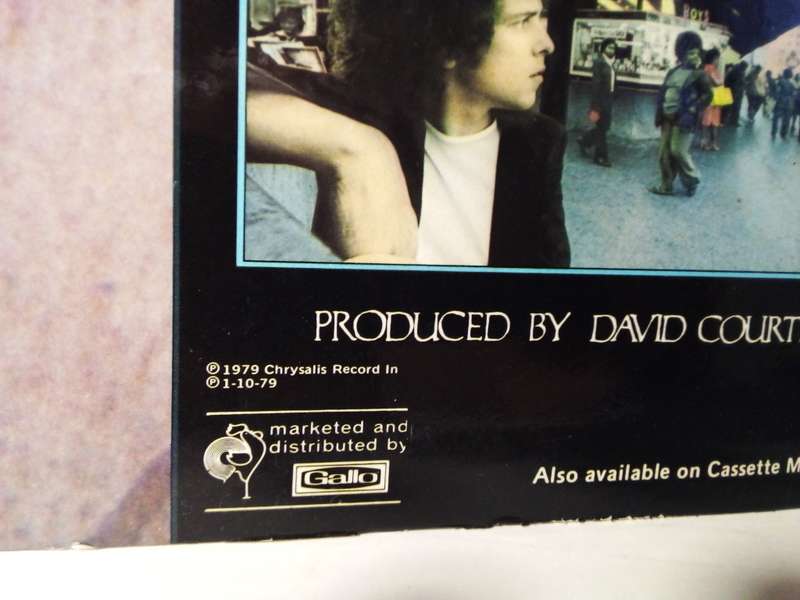 BOYS
PRODUCED BY DAVID COURT
℗ 1979 Chrysalis Record In
℗ 1-10-79
marketed and
distributed by
Gallo
Also available on Cassette M